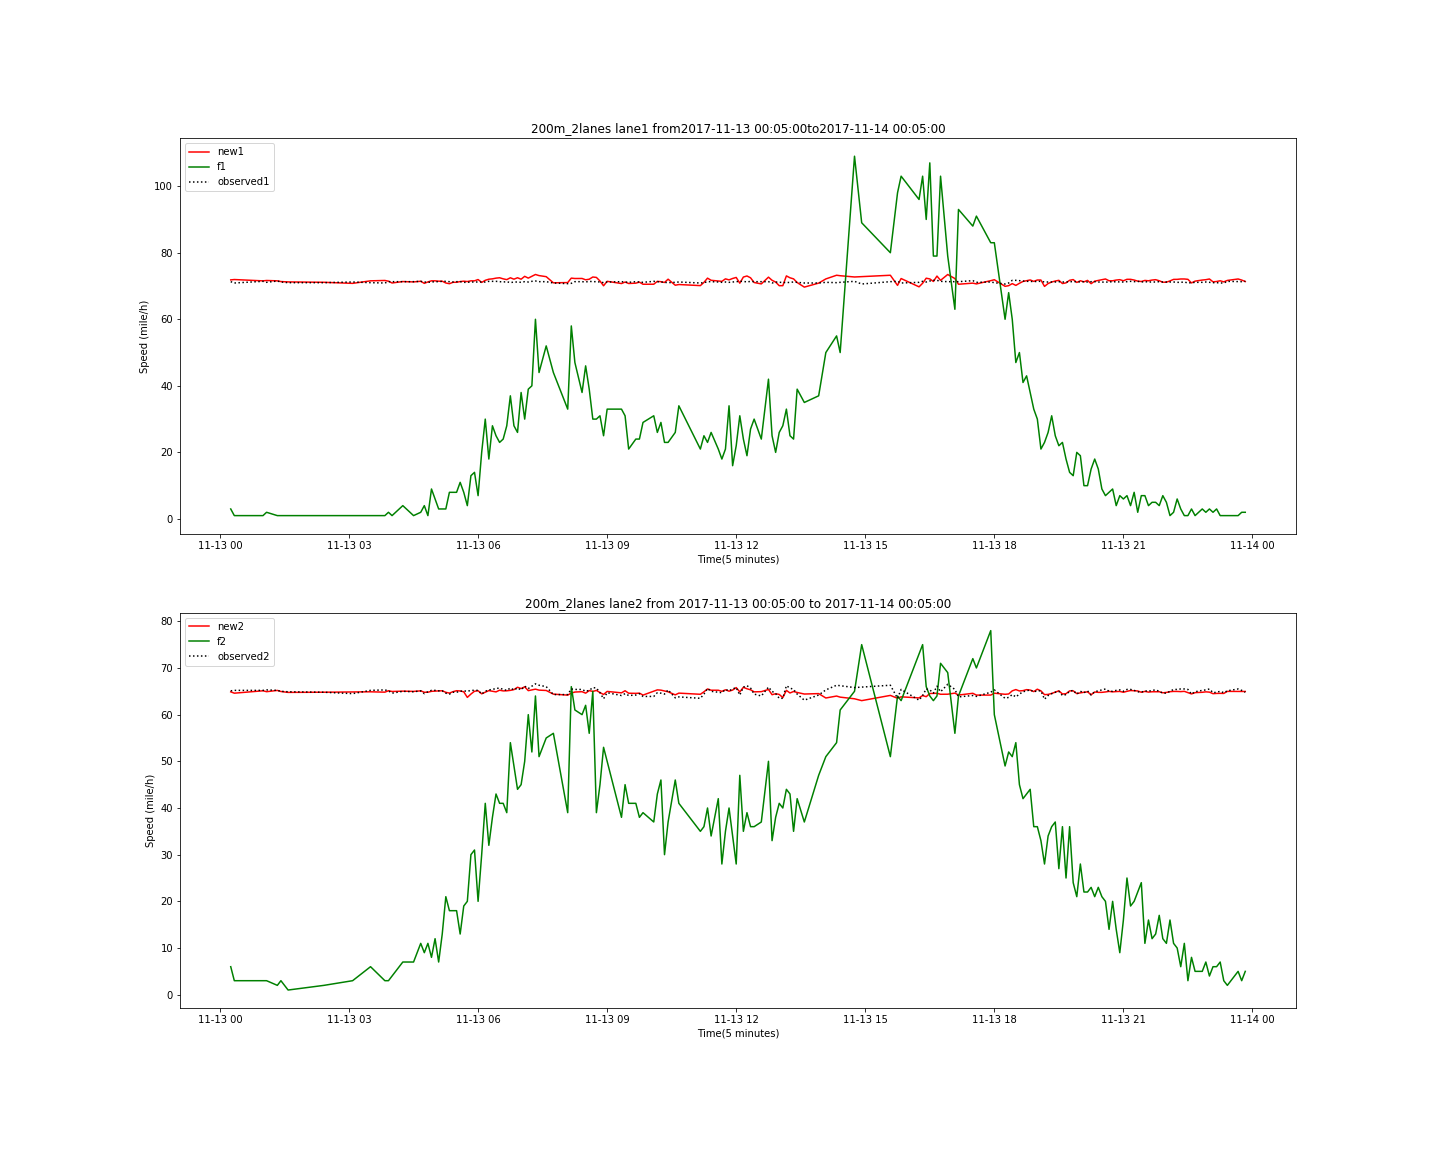 200m_2lanes lane1 from2017-11-13 00:05:00to2017-11-14 00:05:00
new1
f1
observed1
100
80
60
40
20
0
Speed (mile/h)
11-13 00 11-13 03 11-13 06 11-13 09 11-13 12 11-13 15 11-13 18 11-13 21 11-14 00
Time(5 minutes)
200m_2lanes lane2 from 2017-11-13 00:05:00 to 2017-11-14 00:05:00
new2
f2
observed2
80
70
60
50
40
30
20
10
0
Speed (mile/h)
11-13 00 11-13 03 11-13 06 11-13 09 11-13 12 11-13 15 11-13 18 11-13 21 11-14 00
Time(5 minutes)